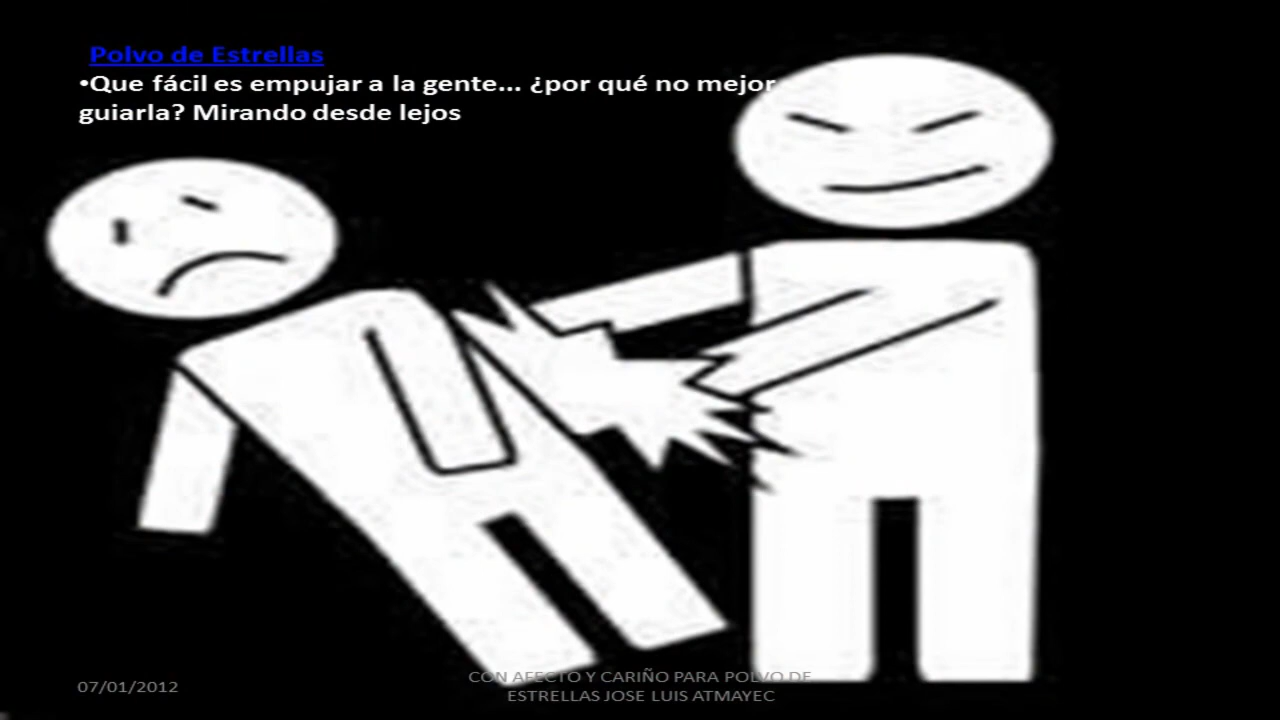 Polvo de Estrellas
•Que fácil es empujar a la gente... ¿por qué no mejor
guiarla? Mirando desde lejos
07/01/2012
CON AFECTO Y CARIÑO PARA POLVO DE
ESTRELLAS JOSE LUIS ATMAYEC